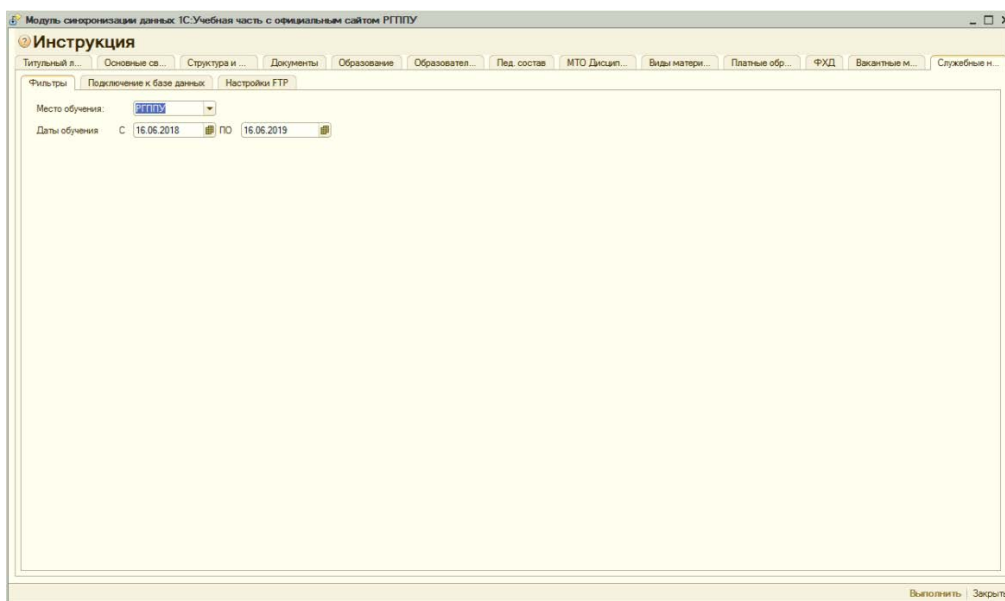 Модуль синхронизации данных 1С:Учебная часть с официальным сайтом РГППУ
Инструкция
Титульный л... Основные св... Структура и ... Документы Образование Образовател... Пед. состав МТО Дисцип... Виды матери... Платные обр... ФХД Вакантные м... Служебные н...
Фильтры Подключение к базе данных Настройки FTP
Место обучения: РГППУ
Даты обучения С 16.06.2018 ПО 16.06.2019
Выполнить Закрыть